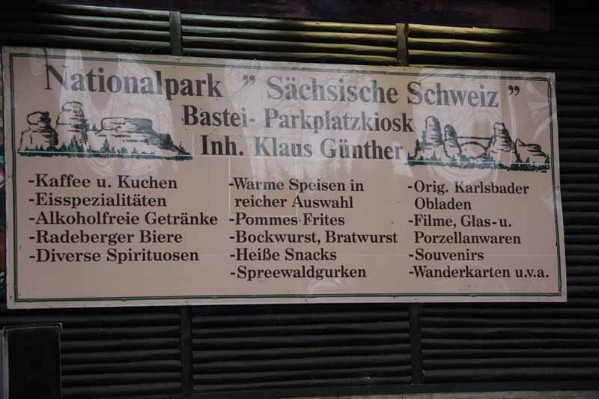 Nationalpark " Sächsische Schweiz "
Bastei- Parkplatzkiosk
Inh. Klaus Günther
-Kaffee u. Kuchen
-Eisspezialitäten
-Alkoholfreie Getränke
-Radeberger Biere
-Diverse Spirituosen
-Warme Speisen in
reicher Auswahl
-Pommes Frites
-Bockwurst, Bratwurst
-Heiße Snacks
-Spreewaldgurken
-Orig. Karlsbader
Obladen
-Filme, Glas- u.
Porzellanwaren
-Souvenirs
-Wanderkarten u.v.a.